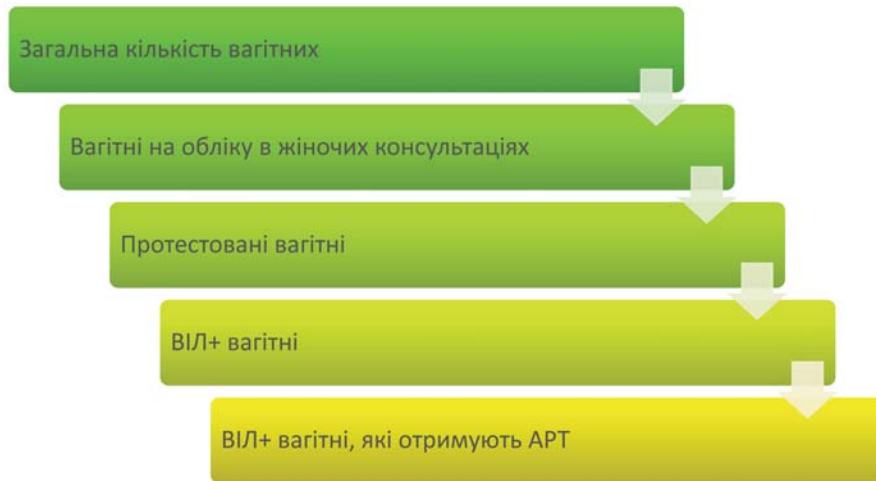 Загальна кількість вагітних
Вагітні на обліку в жіночих консультаціях
Протестовані вагітні
ВІЛ+ вагітні
ВІЛ+ вагітні, які отримують АРТ